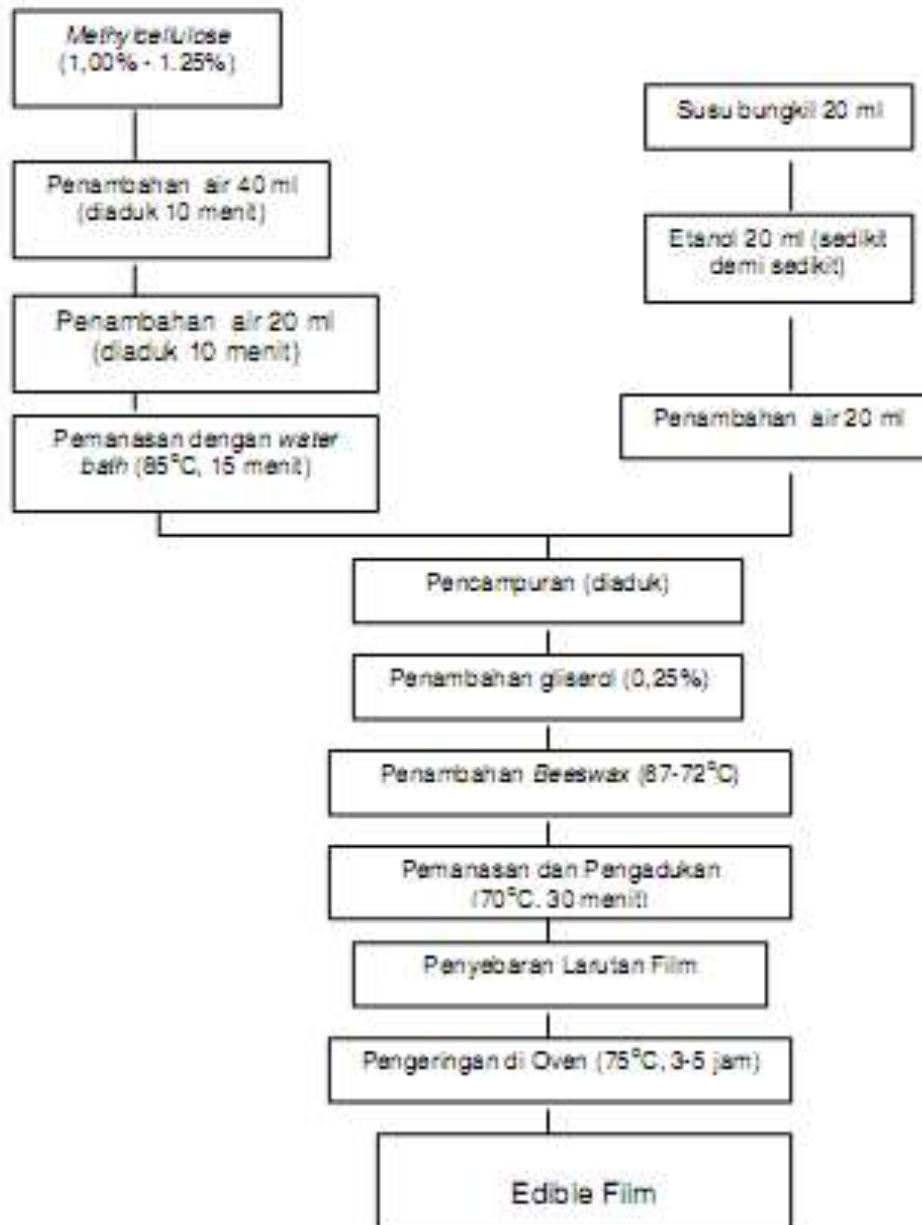 Methylcellulose
(1,00% - 1.25%)
Penambahan air 40 ml
(diaduk 10 menit)
Penambahan air 20 ml
(diaduk 10 menit)
Pemanasan dengan water
bath (85°C, 15 menit)
Susu bungkil 20 ml
Etanol 20 ml (sedikit
demi sedikit)
Penambahan air 20 ml
Pencampuran (diaduk)
Penambahan gliserol (0,25%)
Penambahan Beeswax (67-72°C)
Pemanasan dan Pengadukan
(70°C. 30 menit)
Penyebaran Larutan Film
Pengeringan di Oven (75°C, 3-5 jam)
Edible Film